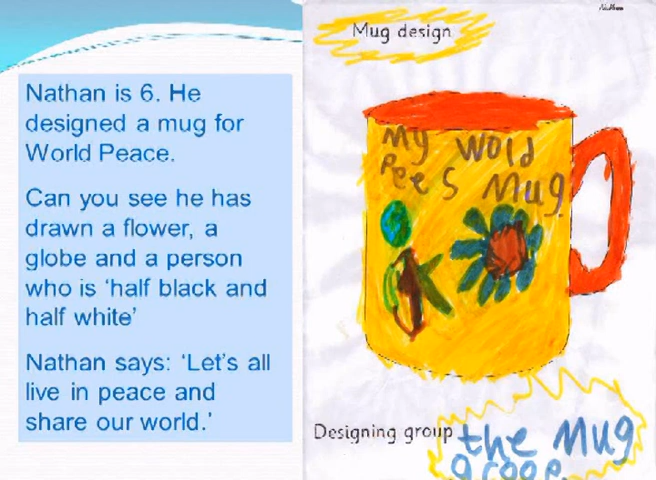 Nathan is 6. He
designed a mug for
World Peace.
Can you see he has
drawn a flower, a
globe and a person
who is ‘half black and
half white’
Nathan says: ‘Let’s all
live in peace and
share our world.’
Nathan
Mug design
My wold
Pee s Mug
Designing group
the Mug
groop